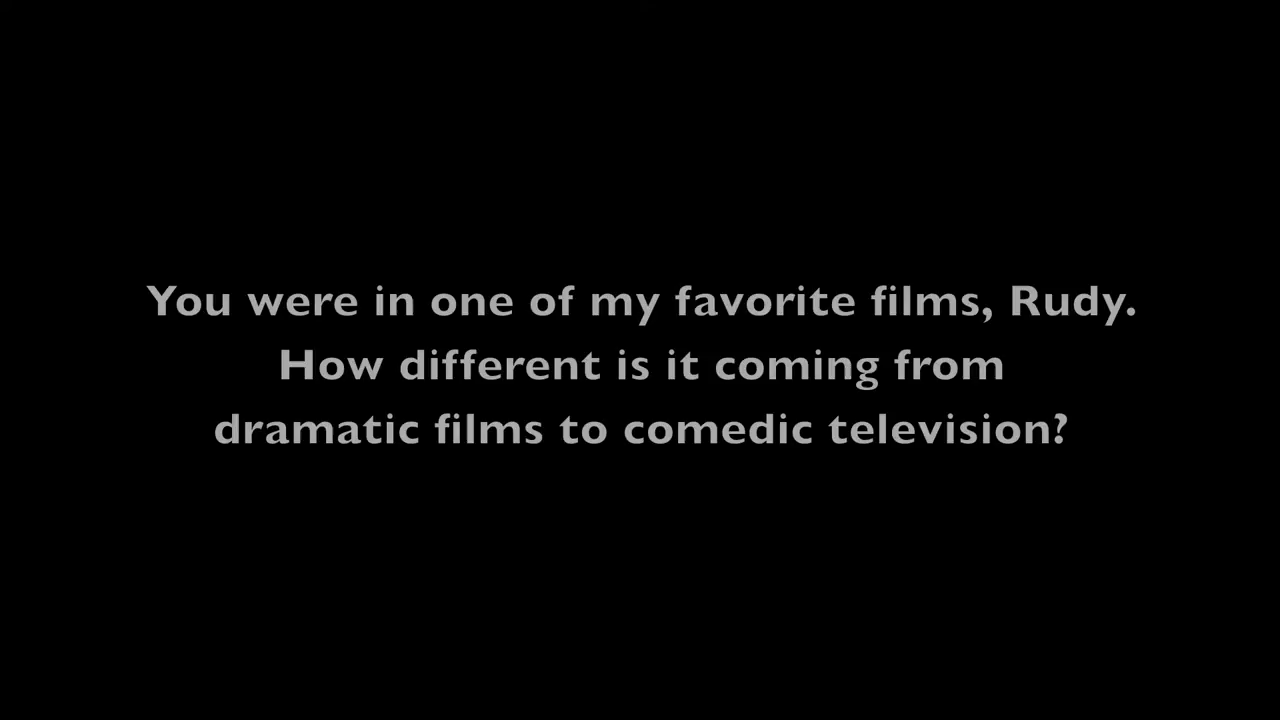 You were in one of my favorite films, Rudy.
How different is it coming from
dramatic films to comedic television?